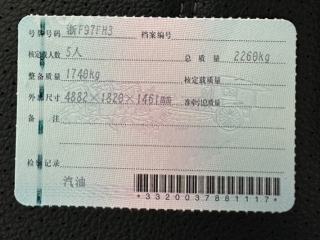 号牌号码 浙F97FH3 档案编号
核定载人数 5人 总质量 2260kg
整备质量 1740kg 核定载质量
外廓尺寸 4882×1820×1461mm 准牵引总质量
备注
检验记录
汽油
*3320037881117*